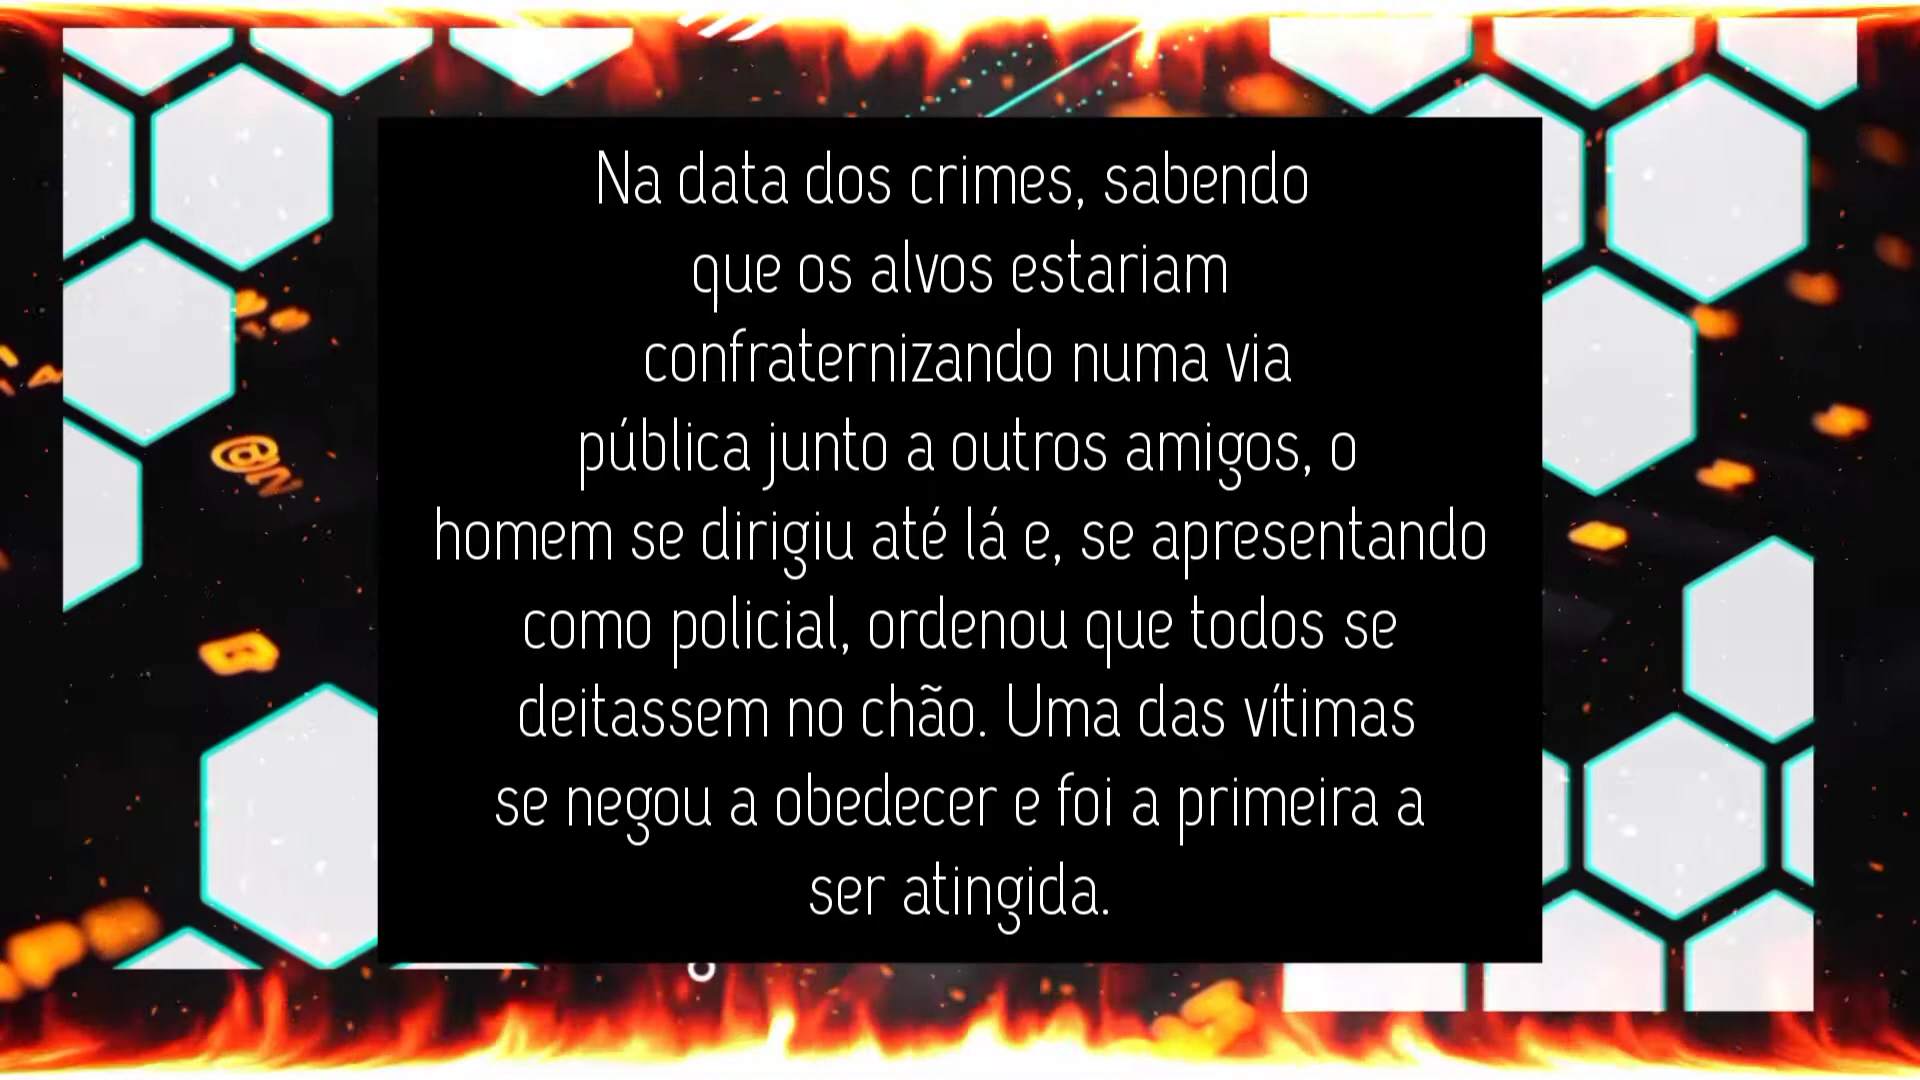 Na data dos crimes, sabendo
que os alvos estariam
confraternizando numa via
pública junto a outros amigos, o
homem se dirigiu até lá e, se apresentando
como policial, ordenou que todos se
deitassem no chão. Uma das vítimas
se negou a obedecer e foi a primeira a
ser atingida.